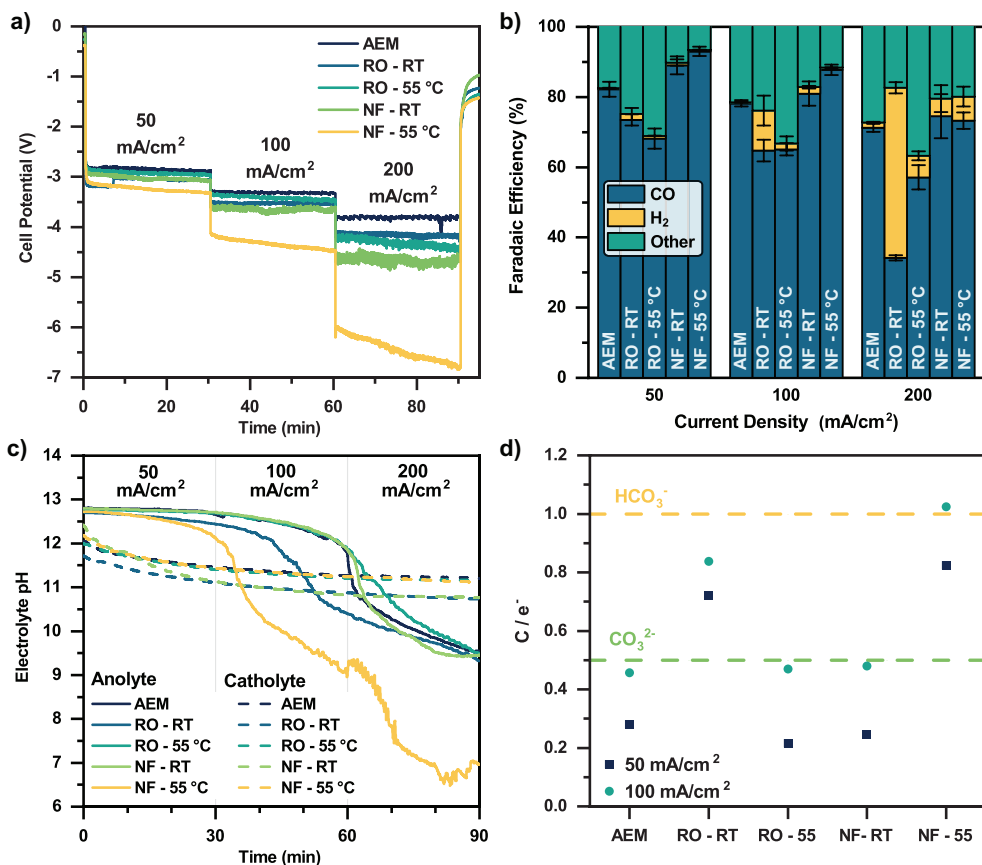 a)
0
-1
-2
-3
-4
-5
-6
-7
Cell Potential (V)
AEM
RO - RT
RO - 55 °C
NF - RT
NF - 55 °C
50
mA/cm²
100
mA/cm²
200
mA/cm²
0 20 40 60 80
Time (min)
b)
100
80
60
40
20
0
Faradaic Efficiency (%)
CO
H₂
Other
AEM
RO - RT
RO - 55 °C
NF - RT
NF - 55 °C
AEM
RO - RT
RO - 55 °C
NF - RT
NF - 55 °C
AEM
RO - RT
RO - 55 °C
NF - RT
NF - 55 °C
50 100 200
Current Density (mA/cm²)
c)
14
13
12
11
10
9
8
7
6
Electrolyte pH
50
mA/cm²
100
mA/cm²
200
mA/cm²
Anolyte
AEM
RO - RT
RO - 55 °C
NF - RT
NF - 55 °C
Catholyte
AEM
RO - RT
RO - 55 °C
NF - RT
NF - 55 °C
0 30 60 90
Time (min)
d)
1.2
1.0
0.8
0.6
0.4
0.2
0.0
C / e⁻
HCO₃⁻
CO₃²⁻
50 mA/cm²
100 mA/cm²
AEM RO - RT RO - 55 NF- RT NF - 55